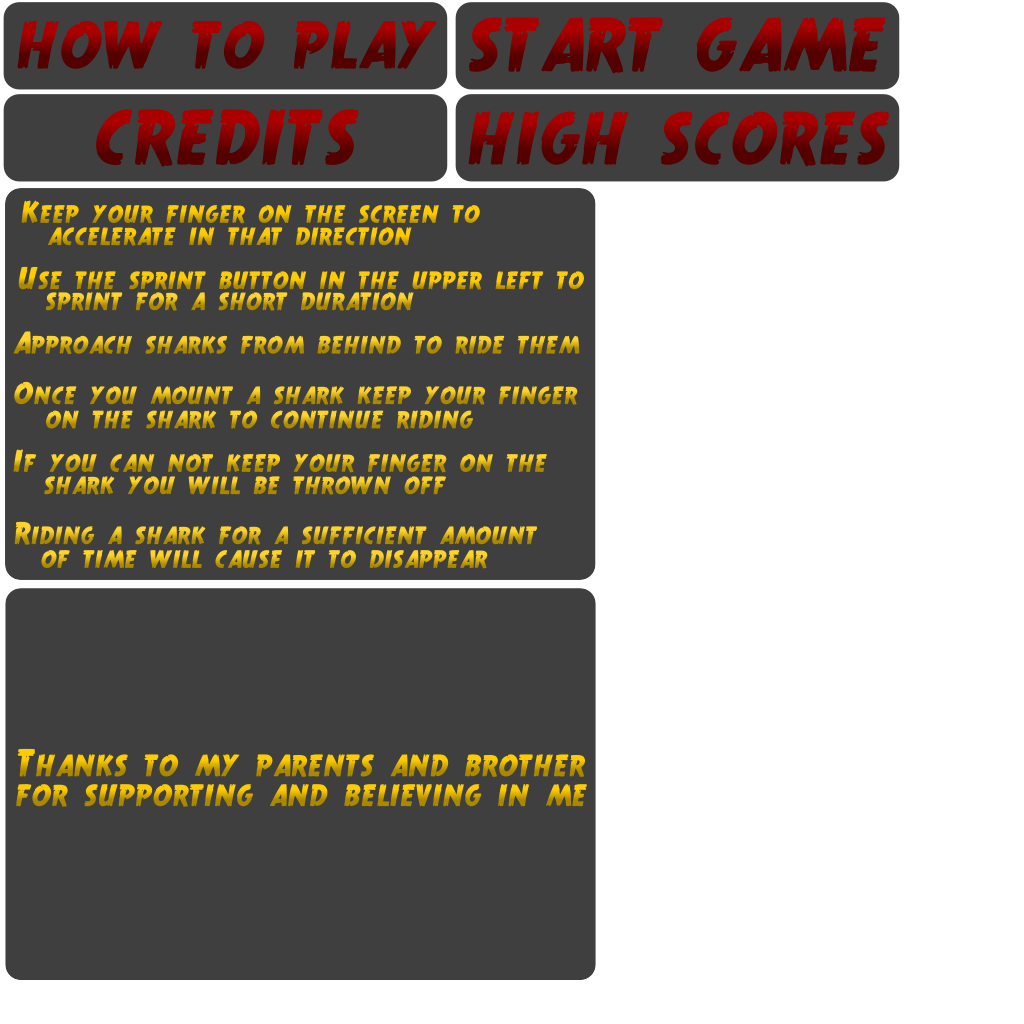 HOW TO PLAY
START GAME
CREDITS
HIGH SCORES
KEEP YOUR FINGER ON THE SCREEN TO
ACCELERATE IN THAT DIRECTION
USE THE SPRINT BUTTON IN THE UPPER LEFT TO
SPRINT FOR A SHORT DURATION
APPROACH SHARKS FROM BEHIND TO RIDE THEM
ONCE YOU MOUNT A SHARK KEEP YOUR FINGER
ON THE SHARK TO CONTINUE RIDING
IF YOU CAN NOT KEEP YOUR FINGER ON THE
SHARK YOU WILL BE THROWN OFF
RIDING A SHARK FOR A SUFFICIENT AMOUNT
OF TIME WILL CAUSE IT TO DISAPPEAR
THANKS TO MY PARENTS AND BROTHER
FOR SUPPORTING AND BELIEVING IN ME